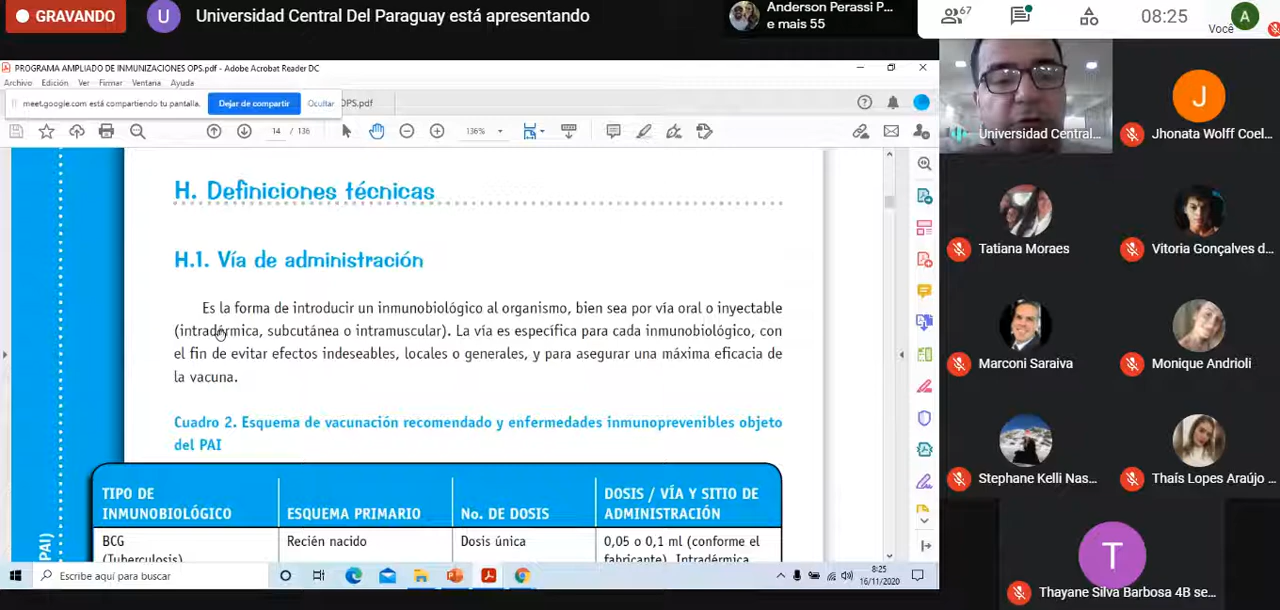 GRAVANDO
U
Universidad Central Del Paraguay está apresentando
Anderson Perassi P...
e mais 55
67
08:25
Você
A
PROGRAMA AMPLIADO DE INMUNIZACIONES OPS.pdf - Adobe Acrobat Reader DC
Archivo Edición Ver Firmar Ventana Ayuda
meet.google.com está compartiendo tu pantalla.
Dejar de compartir
Ocultar
OPS.pdf
14 / 136
136%
H. Definiciones técnicas
H.1. Vía de administración
Es la forma de introducir un inmunobiológico al organismo, bien sea por vía oral o inyectable
(intradérmica, subcutánea o intramuscular). La vía es específica para cada inmunobiológico, con
el fin de evitar efectos indeseables, locales o generales, y para asegurar una máxima eficacia de
la vacuna.
Cuadro 2. Esquema de vacunación recomendado y enfermedades inmunoprevenibles objeto
del PAI
TIPO DE
INMUNOBIOLÓGICO
ESQUEMA PRIMARIO
No. DE DOSIS
DOSIS / VÍA Y SITIO DE
ADMINISTRACIÓN
BCG
(Tuberculosis)
Recién nacido
Dosis única
0,05 o 0,1 ml (conforme el
fabricante). Intradérmica
PAI)
Escribe aquí para buscar
8:25
16/11/2020
Universidad Central...
J
Jhonata Wolff Coel...
Tatiana Moraes
Vitoria Gonçalves d...
Marconi Saraiva
Monique Andrioli
Stephane Kelli Nas...
Thaís Lopes Araújo ...
T
Thayane Silva Barbosa 4B se...